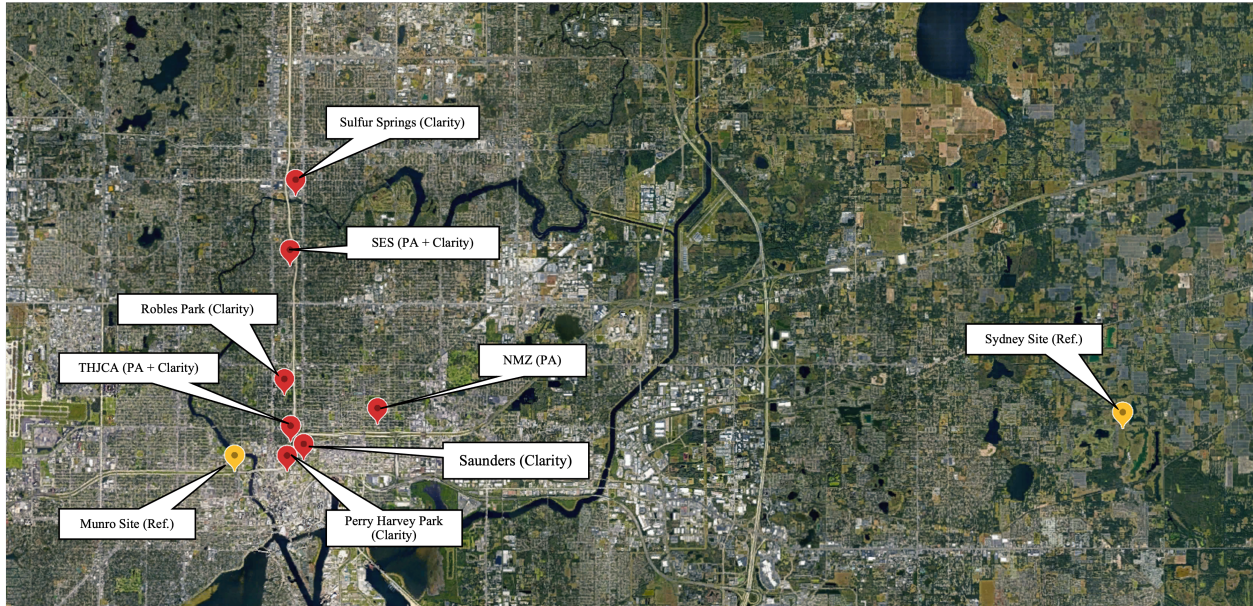 Sulfur Springs (Clarity)
SES (PA + Clarity)
Robles Park (Clarity)
Sydney Site (Ref.)
THJCA (PA + Clarity)
NMZ (PA)
Saunders (Clarity)
Munro Site (Ref.)
Perry Harvey Park
(Clarity)